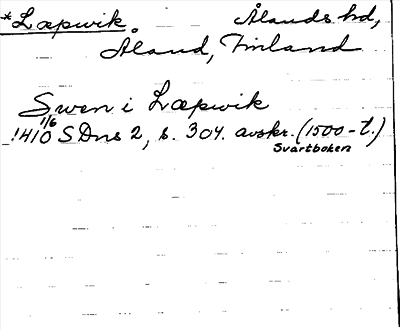 *Læpwik Ålands hd,
Åland, Finland
Swen i Læpwik
1410 1/6 SDns 2, s. 304. avskr. (1500-t.)
Svartboken